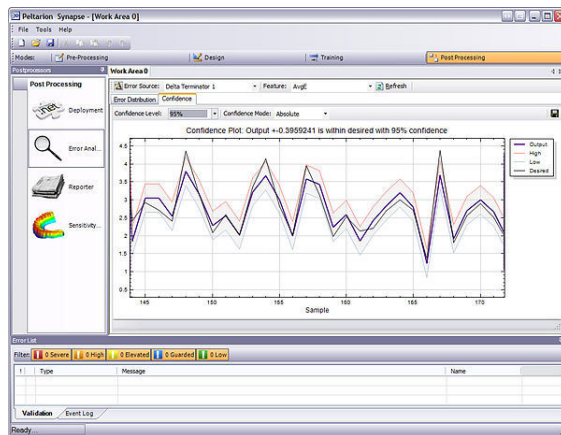 Peltarion Synapse - [Work Area 0]
File Tools Help
Modes: Pre-Processing Design Training Post Processing
Postprocessors
Work Area 0
Post Processing
Deployment
Error Anal...
Reporter
Sensitivity...
Error Source: Delta Terminator 1 Feature: AvgE Refresh
Error Distribution Confidence
Confidence Level: 95% Confidence Mode: Absolute
Confidence Plot: Output +-0.3959241 is within desired with 95% confidence
4.5
4
3.5
3
2.5
2
1.5
1
0.5
145 150 155 160 165 170
Sample
Output
High
Low
Desired
Error List
Filter: 0 Severe 0 High 0 Elevated 0 Guarded 0 Low
! Type Message Name
Validation Event Log
Ready...